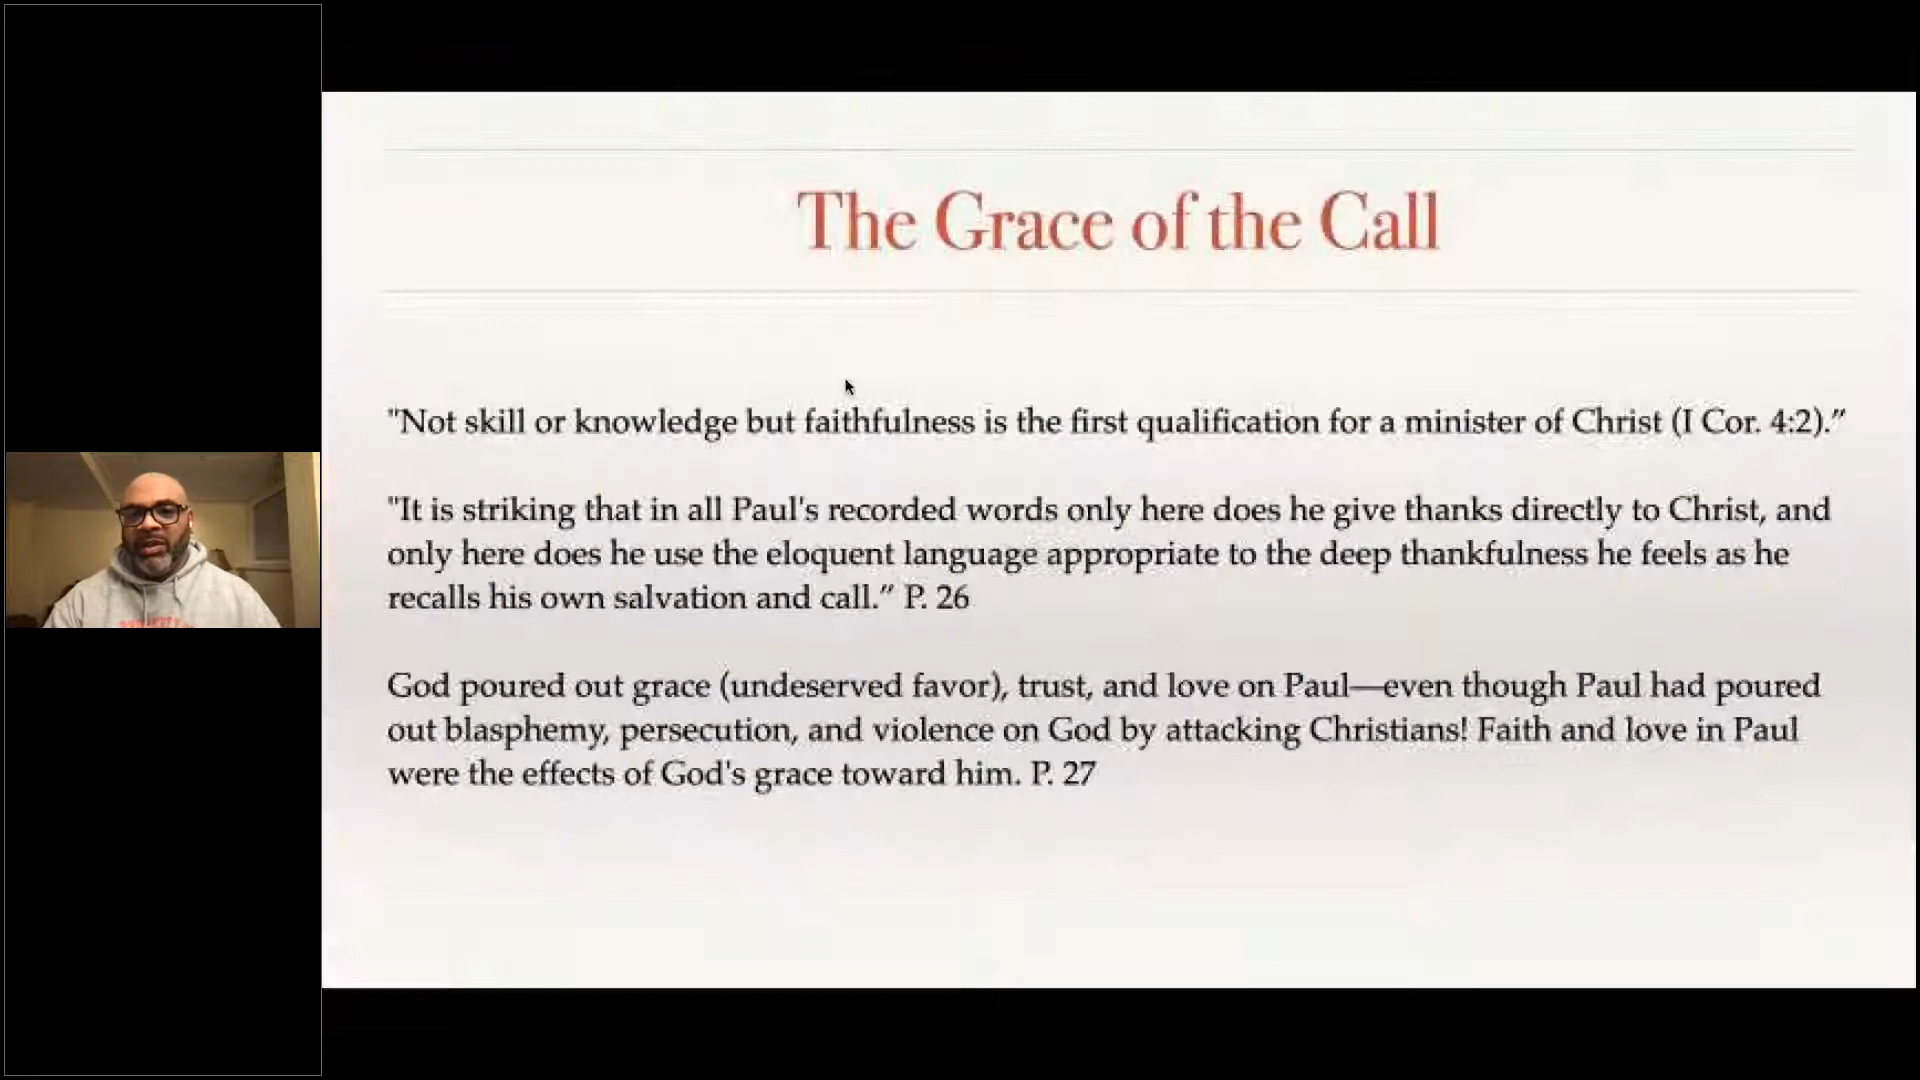 The Grace of the Call
"Not skill or knowledge but faithfulness is the first qualification for a minister of Christ (I Cor. 4:2).”
"It is striking that in all Paul's recorded words only here does he give thanks directly to Christ, and
only here does he use the eloquent language appropriate to the deep thankfulness he feels as he
recalls his own salvation and call.” P. 26
God poured out grace (undeserved favor), trust, and love on Paul—even though Paul had poured
out blasphemy, persecution, and violence on God by attacking Christians! Faith and love in Paul
were the effects of God's grace toward him. P. 27